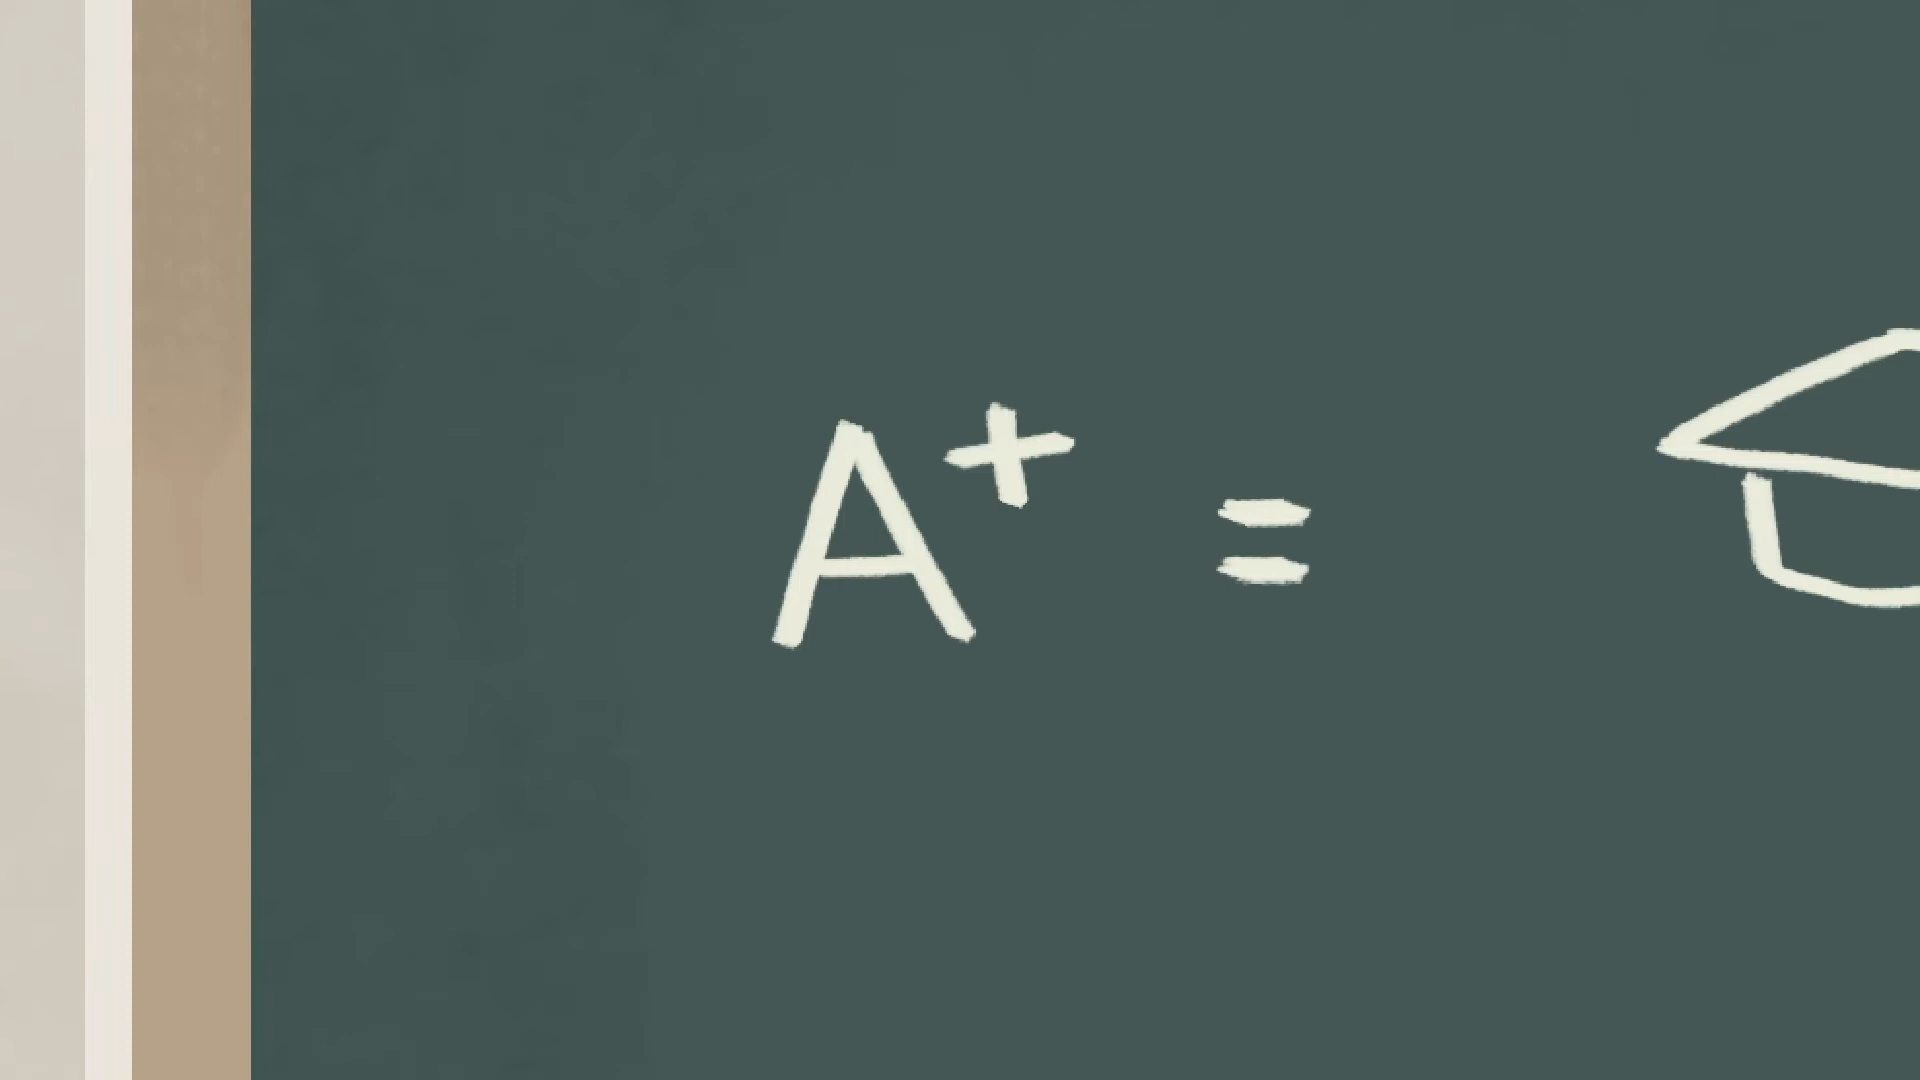 A⁺ =